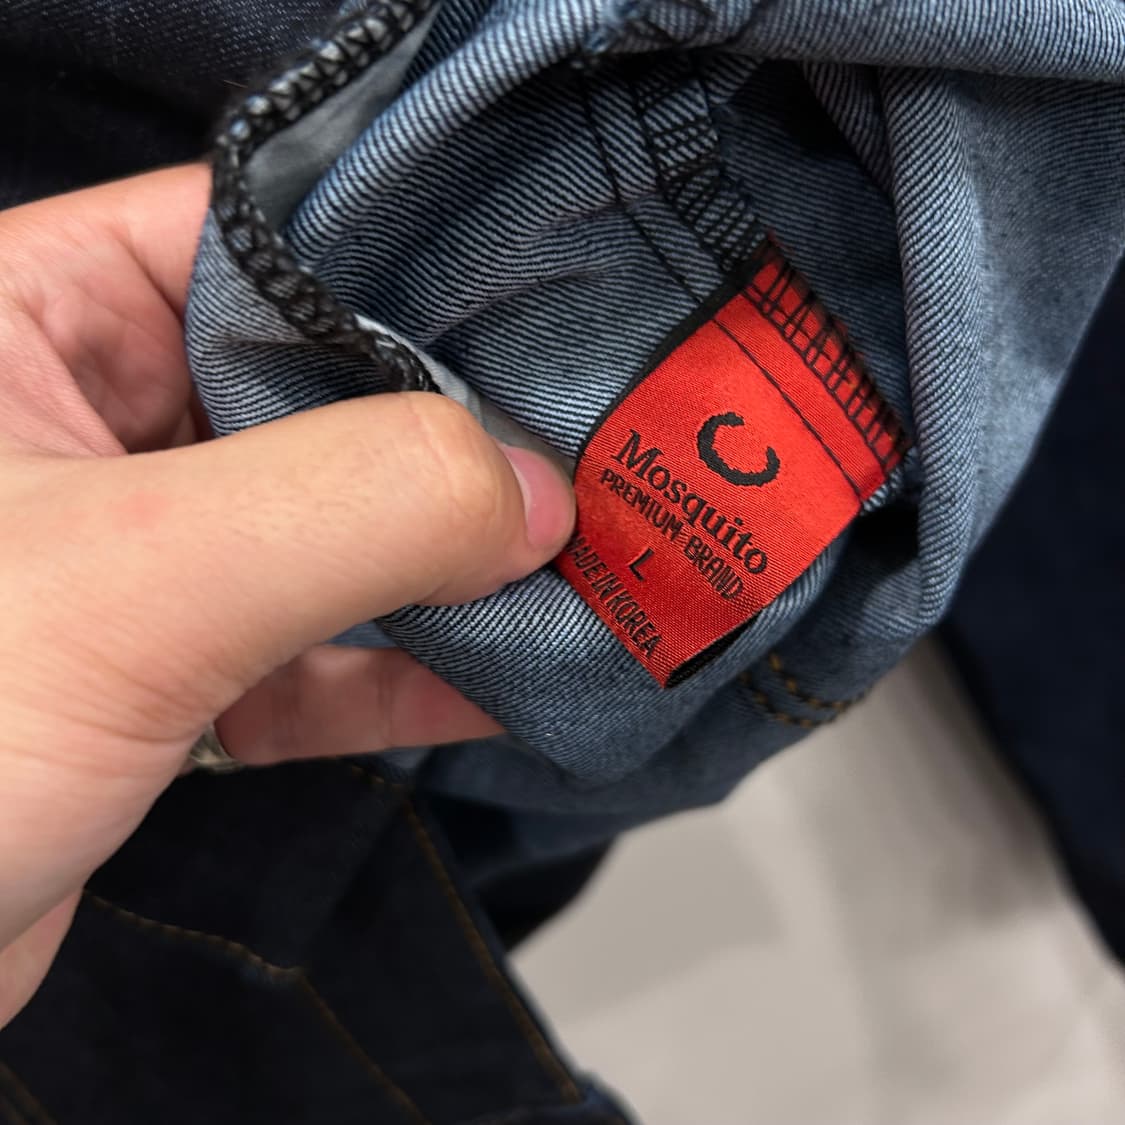 Mosquito
PREMIUM BRAND
L
MADE IN KOREA